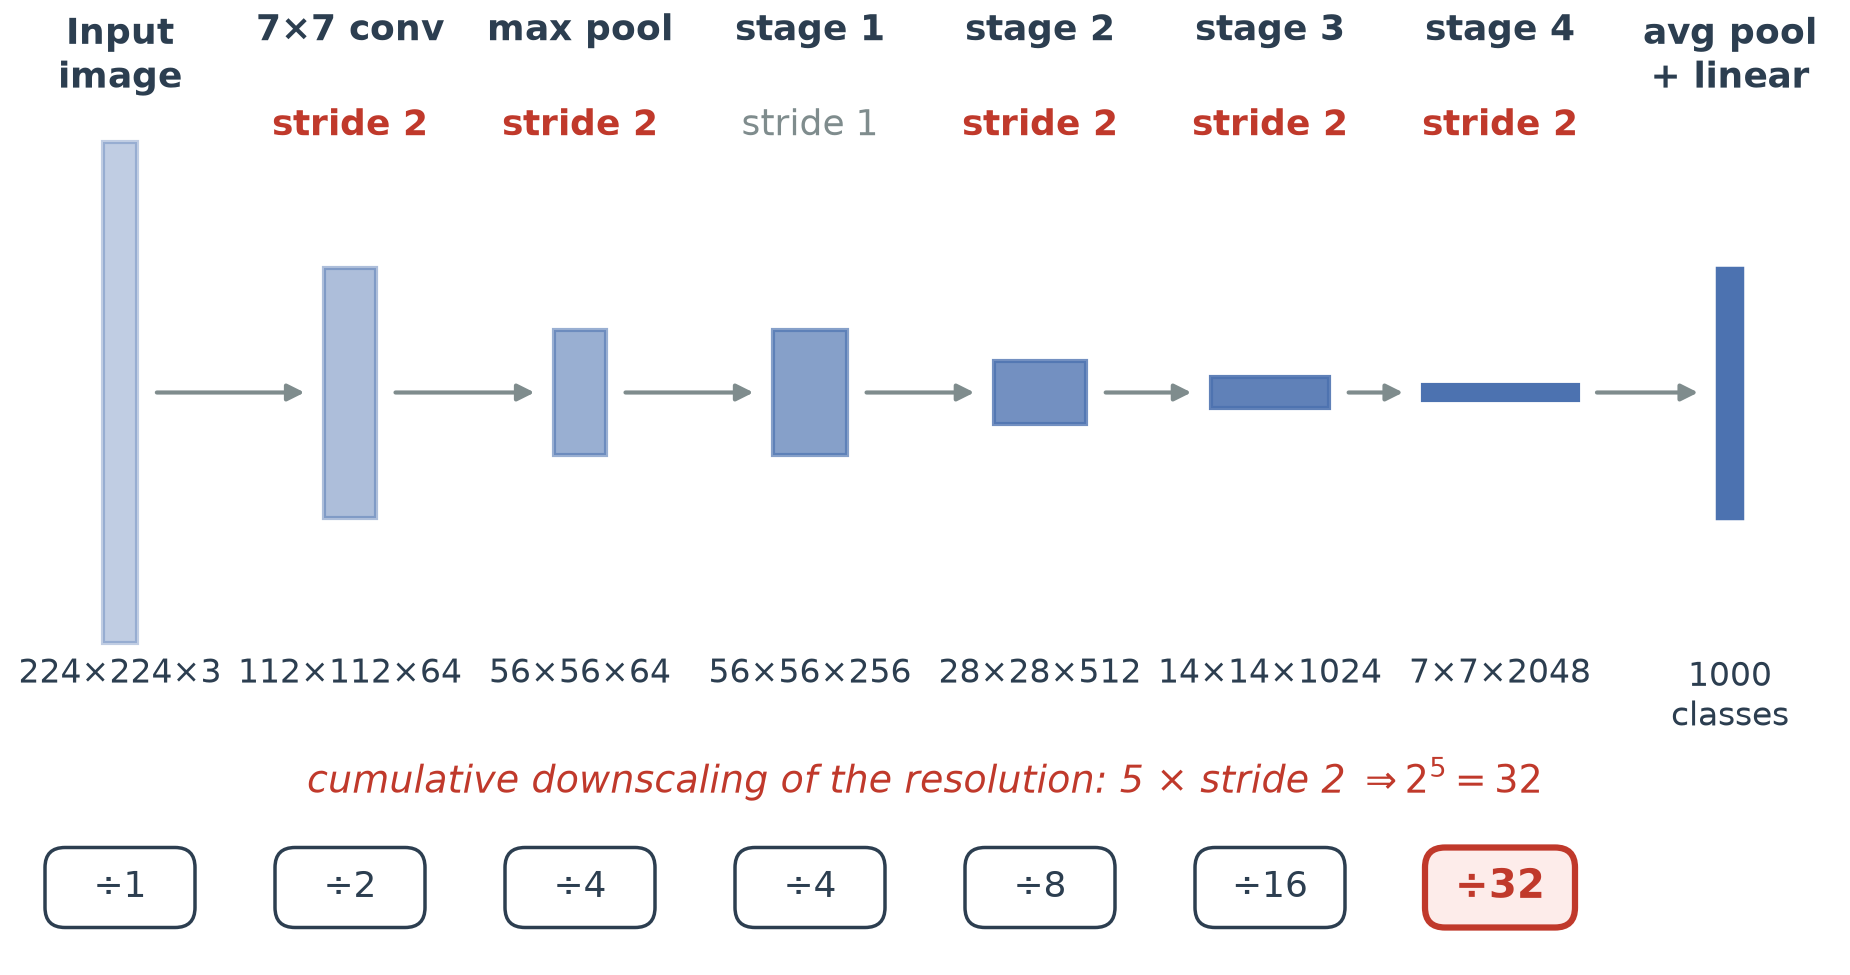 Input
image
7×7 conv
max pool
stage 1
stage 2
stage 3
stage 4
avg pool
+ linear
stride 2
stride 2
stride 1
stride 2
stride 2
stride 2
224×224×3
112×112×64
56×56×64
56×56×256
28×28×512
14×14×1024
7×7×2048
1000
classes
cumulative downscaling of the resolution: 5 × stride 2 ⇒ 2⁵ = 32
÷1
÷2
÷4
÷4
÷8
÷16
÷32